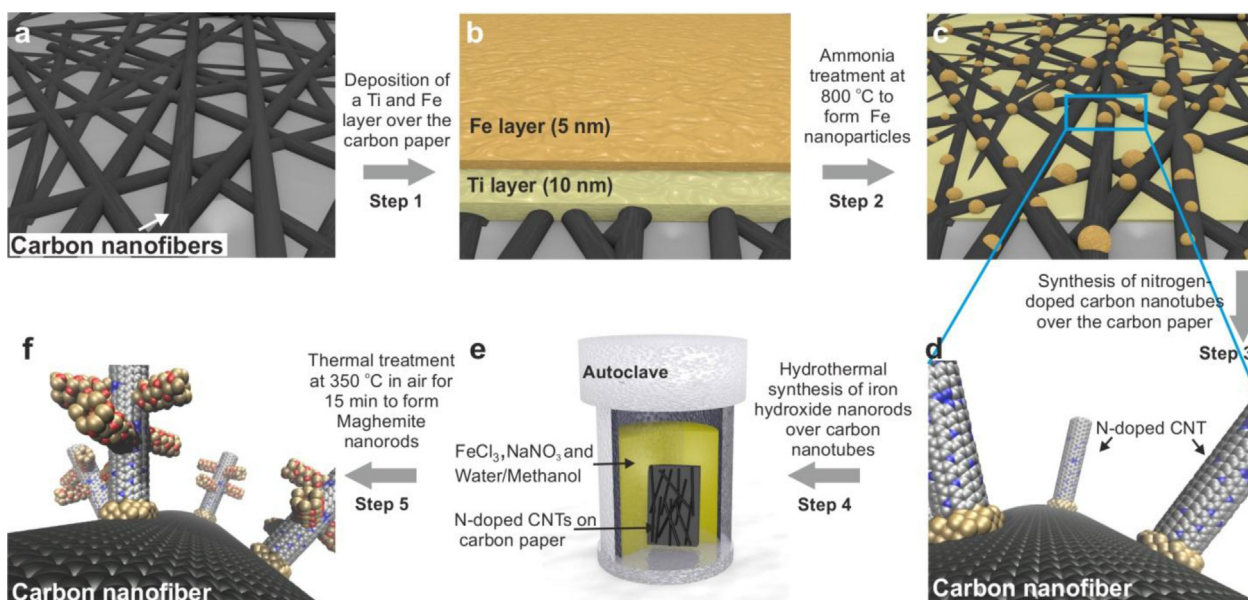 a
Deposition of
a Ti and Fe
layer over the
carbon paper
Step 1
Carbon nanofibers
b
Fe layer (5 nm)
Ti layer (10 nm)
Ammonia
treatment at
800 °C to
form Fe
nanoparticles
Step 2
c
Synthesis of nitrogen-
doped carbon nanotubes
over the carbon paper
Step 3
d
N-doped CNT
Carbon nanofiber
Hydrothermal
synthesis of iron
hydroxide nanorods
over carbon
nanotubes
Step 4
e
Autoclave
FeCl₃,NaNO₃ and
Water/Methanol
N-doped CNTs on
carbon paper
Thermal treatment
at 350 °C in air for
15 min to form
Maghemite
nanorods
Step 5
f
Carbon nanofiber